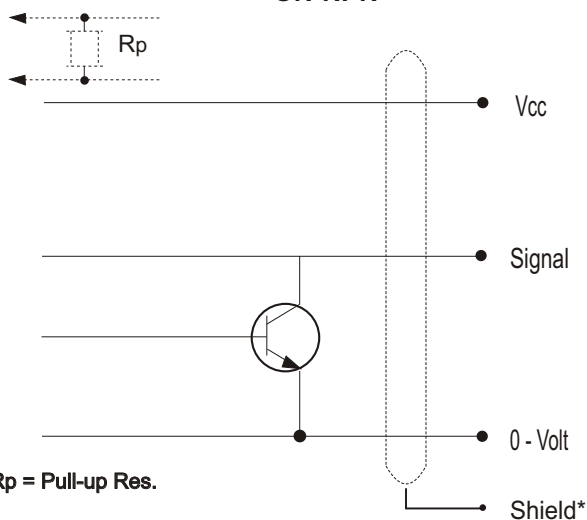 Rp
Vcc
Signal
0 - Volt
Rp = Pull-up Res.
Shield*